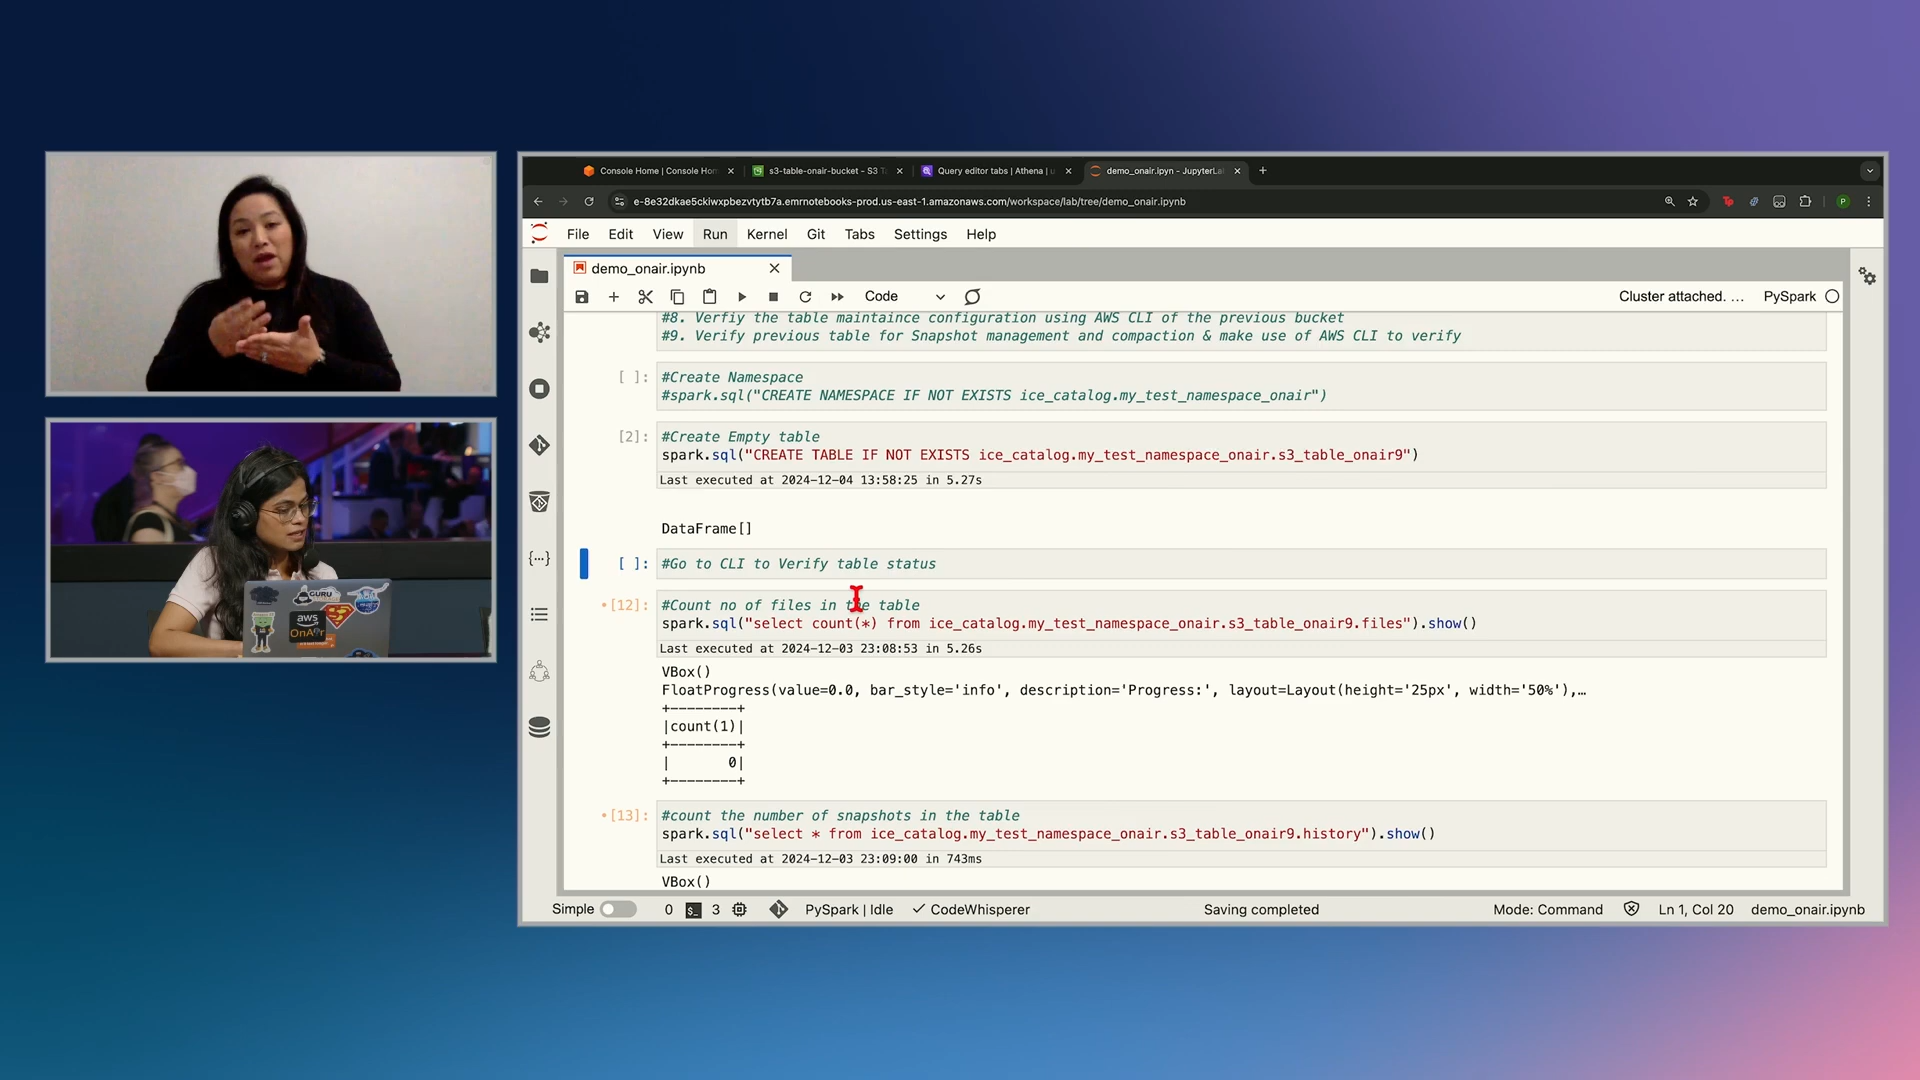 Console Home | Console Hom
s3-table-onair-bucket - S3 T
Query editor tabs | Athena | u
demo_onair.ipyn - JupyterLa
e-8e32dkae5ckiwxpbezvtytb7a.emrnotebooks-prod.us-east-1.amazonaws.com/workspace/lab/tree/demo_onair.ipynb
P
File Edit View Run Kernel Git Tabs Settings Help
demo_onair.ipynb
Code
Cluster attached. ...
PySpark
#8. Verfiy the table maintaince configuration using AWS CLI of the previous bucket
#9. Verify previous table for Snapshot management and compaction & make use of AWS CLI to verify
[ ]: #Create Namespace
#spark.sql("CREATE NAMESPACE IF NOT EXISTS ice_catalog.my_test_namespace_onair")
[2]: #Create Empty table
spark.sql("CREATE TABLE IF NOT EXISTS ice_catalog.my_test_namespace_onair.s3_table_onair9")
Last executed at 2024-12-04 13:58:25 in 5.27s
DataFrame[]
[ ]: #Go to CLI to Verify table status
•[12]: #Count no of files in the table
spark.sql("select count(*) from ice_catalog.my_test_namespace_onair.s3_table_onair9.files").show()
Last executed at 2024-12-03 23:08:53 in 5.26s
VBox()
FloatProgress(value=0.0, bar_style='info', description='Progress:', layout=Layout(height='25px', width='50%'),…
+--------+
|count(1)|
+--------+
|       0|
+--------+
•[13]: #count the number of snapshots in the table
spark.sql("select * from ice_catalog.my_test_namespace_onair.s3_table_onair9.history").show()
Last executed at 2024-12-03 23:09:00 in 743ms
VBox()
Simple 0 $_ 3 PySpark | Idle CodeWhisperer Saving completed Mode: Command Ln 1, Col 20 demo_onair.ipynb
GURU
aws
OnAir